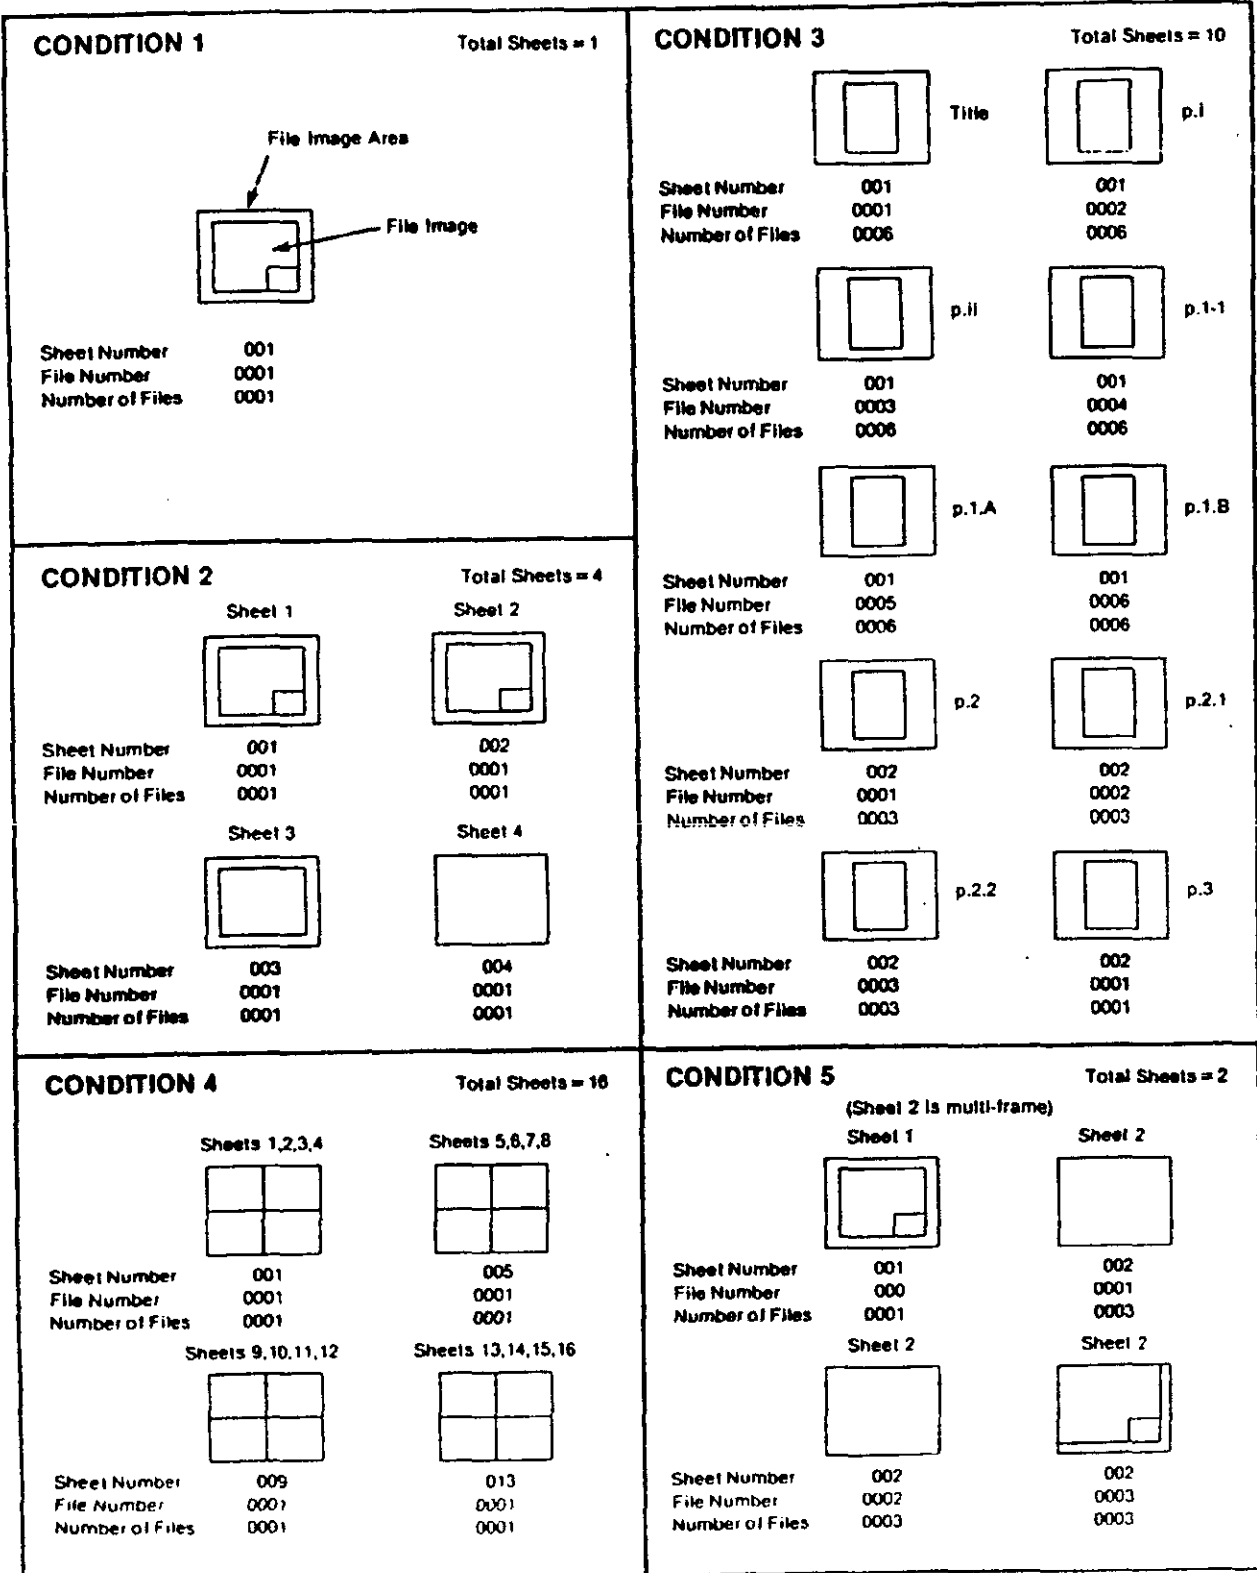 CONDITION 1 Total Sheets = 1
File Image Area
File Image
Sheet Number 001
File Number 0001
Number of Files 0001
CONDITION 2 Total Sheets = 4
Sheet 1 Sheet 2
Sheet Number 001 002
File Number 0001 0001
Number of Files 0001 0001
Sheet 3 Sheet 4
Sheet Number 003 004
File Number 0001 0001
Number of Files 0001 0001
CONDITION 3 Total Sheets = 10
Title p.i
Sheet Number 001 001
File Number 0001 0002
Number of Files 0006 0006
p.ii p.1-1
Sheet Number 001 001
File Number 0003 0004
Number of Files 0006 0006
p.1.A p.1.B
Sheet Number 001 001
File Number 0005 0006
Number of Files 0006 0006
p.2 p.2.1
Sheet Number 002 002
File Number 0001 0002
Number of Files 0003 0003
p.2.2 p.3
Sheet Number 002 002
File Number 0003 0001
Number of Files 0003 0001
CONDITION 4 Total Sheets = 16
Sheets 1,2,3,4 Sheets 5,6,7,8
Sheet Number 001 005
File Number 0001 0001
Number of Files 0001 0001
Sheets 9,10,11,12 Sheets 13,14,15,16
Sheet Number 009 013
File Number 0001 0001
Number of Files 0001 0001
CONDITION 5 Total Sheets = 2
(Sheet 2 is multi-frame)
Sheet 1 Sheet 2
Sheet Number 001 002
File Number 000 0001
Number of Files 0001 0003
Sheet 2 Sheet 2
Sheet Number 002 002
File Number 0002 0003
Number of Files 0003 0003